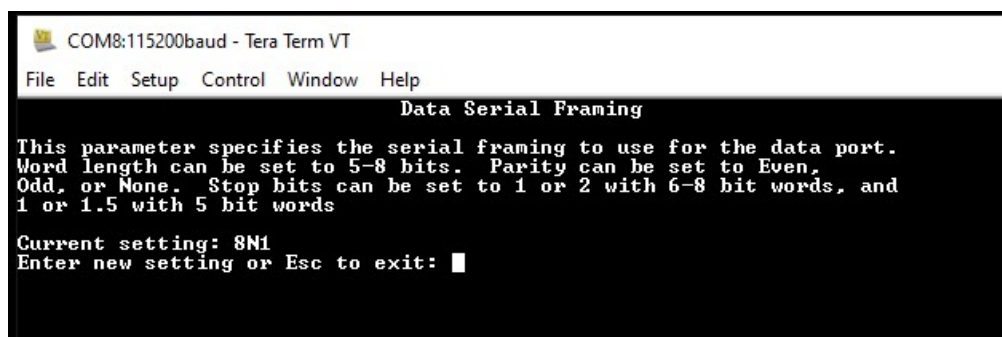 COM8:115200baud - Tera Term VT
File Edit Setup Control Window Help
Data Serial Framing
This parameter specifies the serial framing to use for the data port.
Word length can be set to 5-8 bits. Parity can be set to Even,
Odd, or None. Stop bits can be set to 1 or 2 with 6-8 bit words, and
1 or 1.5 with 5 bit words
Current setting: 8N1
Enter new setting or Esc to exit: